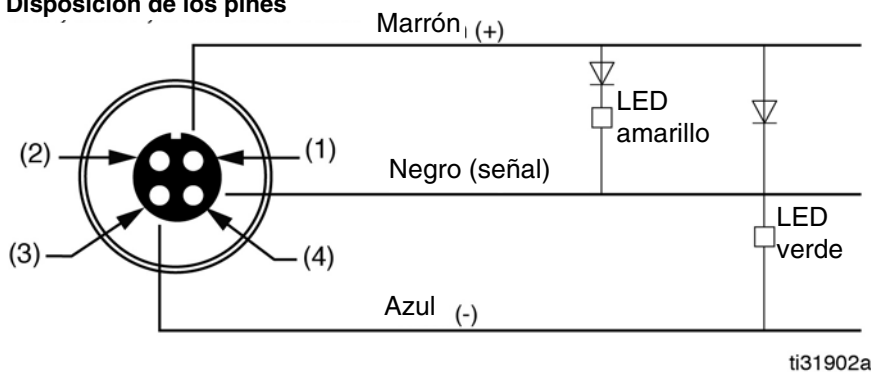 Disposición de los pines
Marrón (+)
LED
amarillo
(2)
(1)
Negro (señal)
LED
verde
(3)
(4)
Azul (-)
ti31902a